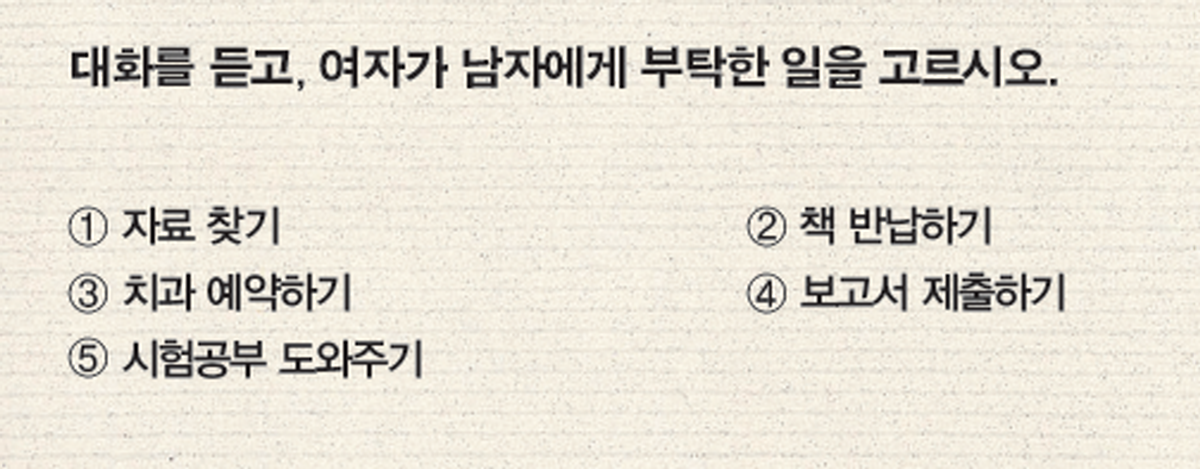 대화를 듣고, 여자가 남자에게 부탁한 일을 고르시오.
① 자료 찾기 ② 책 반납하기
③ 치과 예약하기 ④ 보고서 제출하기
⑤ 시험공부 도와주기